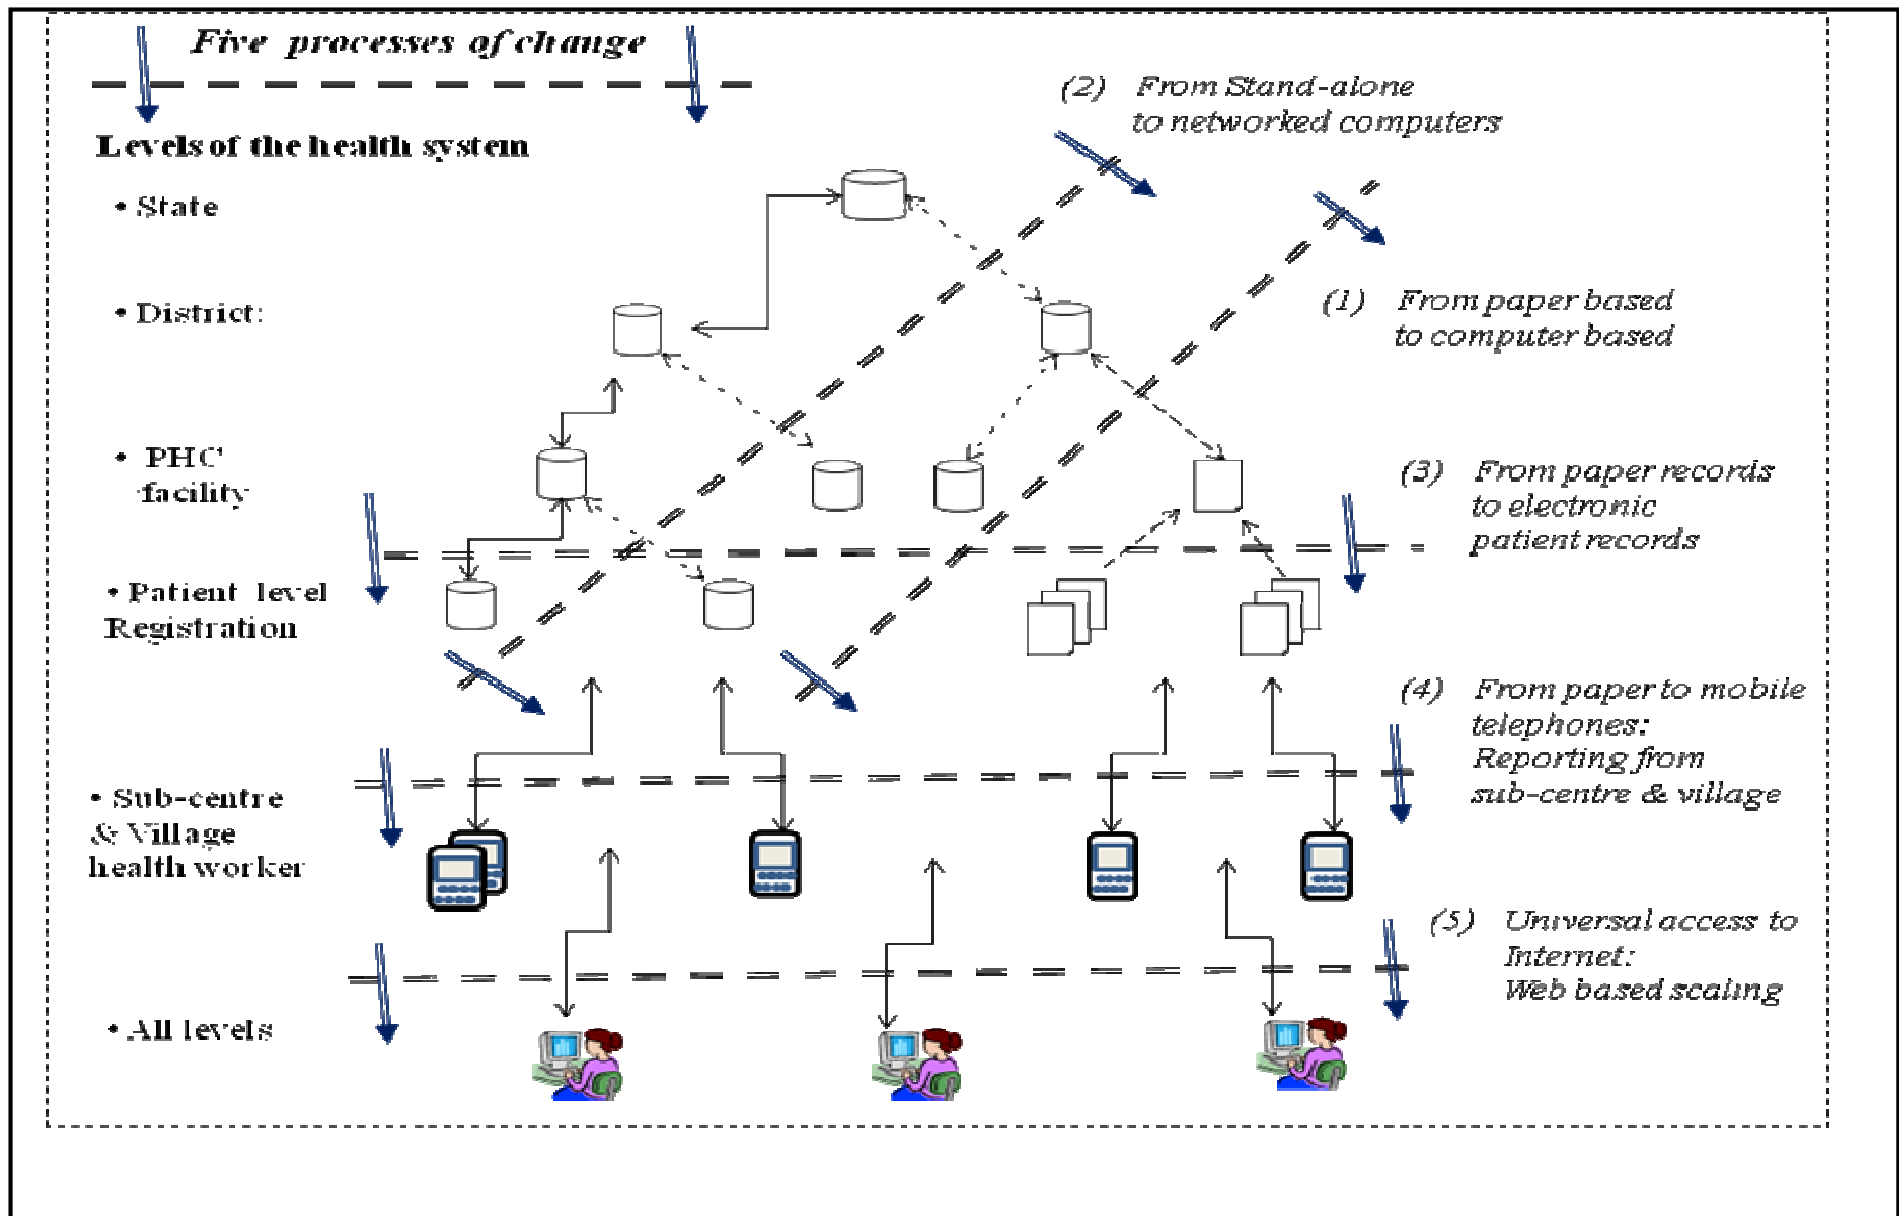 Five processes of change
Levels of the health system
• State
• District:
• PHC
facility
• Patient level
Registration
• Sub-centre
& Village
health worker
• All levels
(2) From Stand-alone
to networked computers
(1) From paper based
to computer based
(3) From paper records
to electronic
patient records
(4) From paper to mobile
telephones:
Reporting from
sub-centre & village
(5) Universal access to
Internet:
Web based scaling